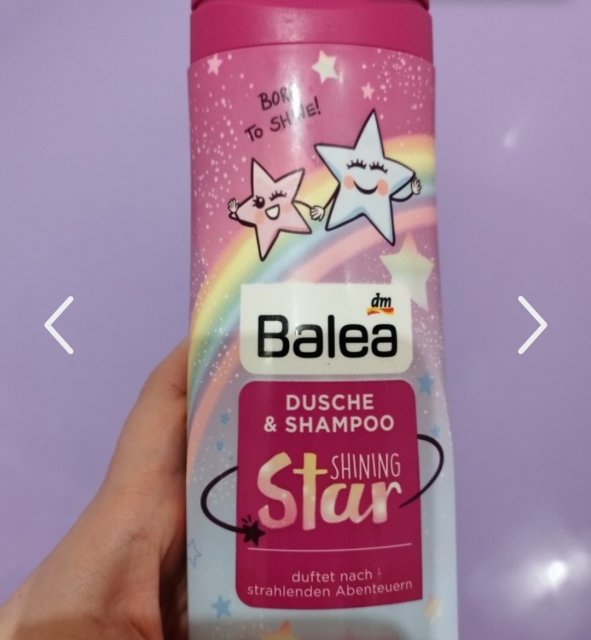 BORN
TO SHINE!
dm
Balea
DUSCHE
& SHAMPOO
SHINING
Star
duftet nach
strahlenden Abenteuern